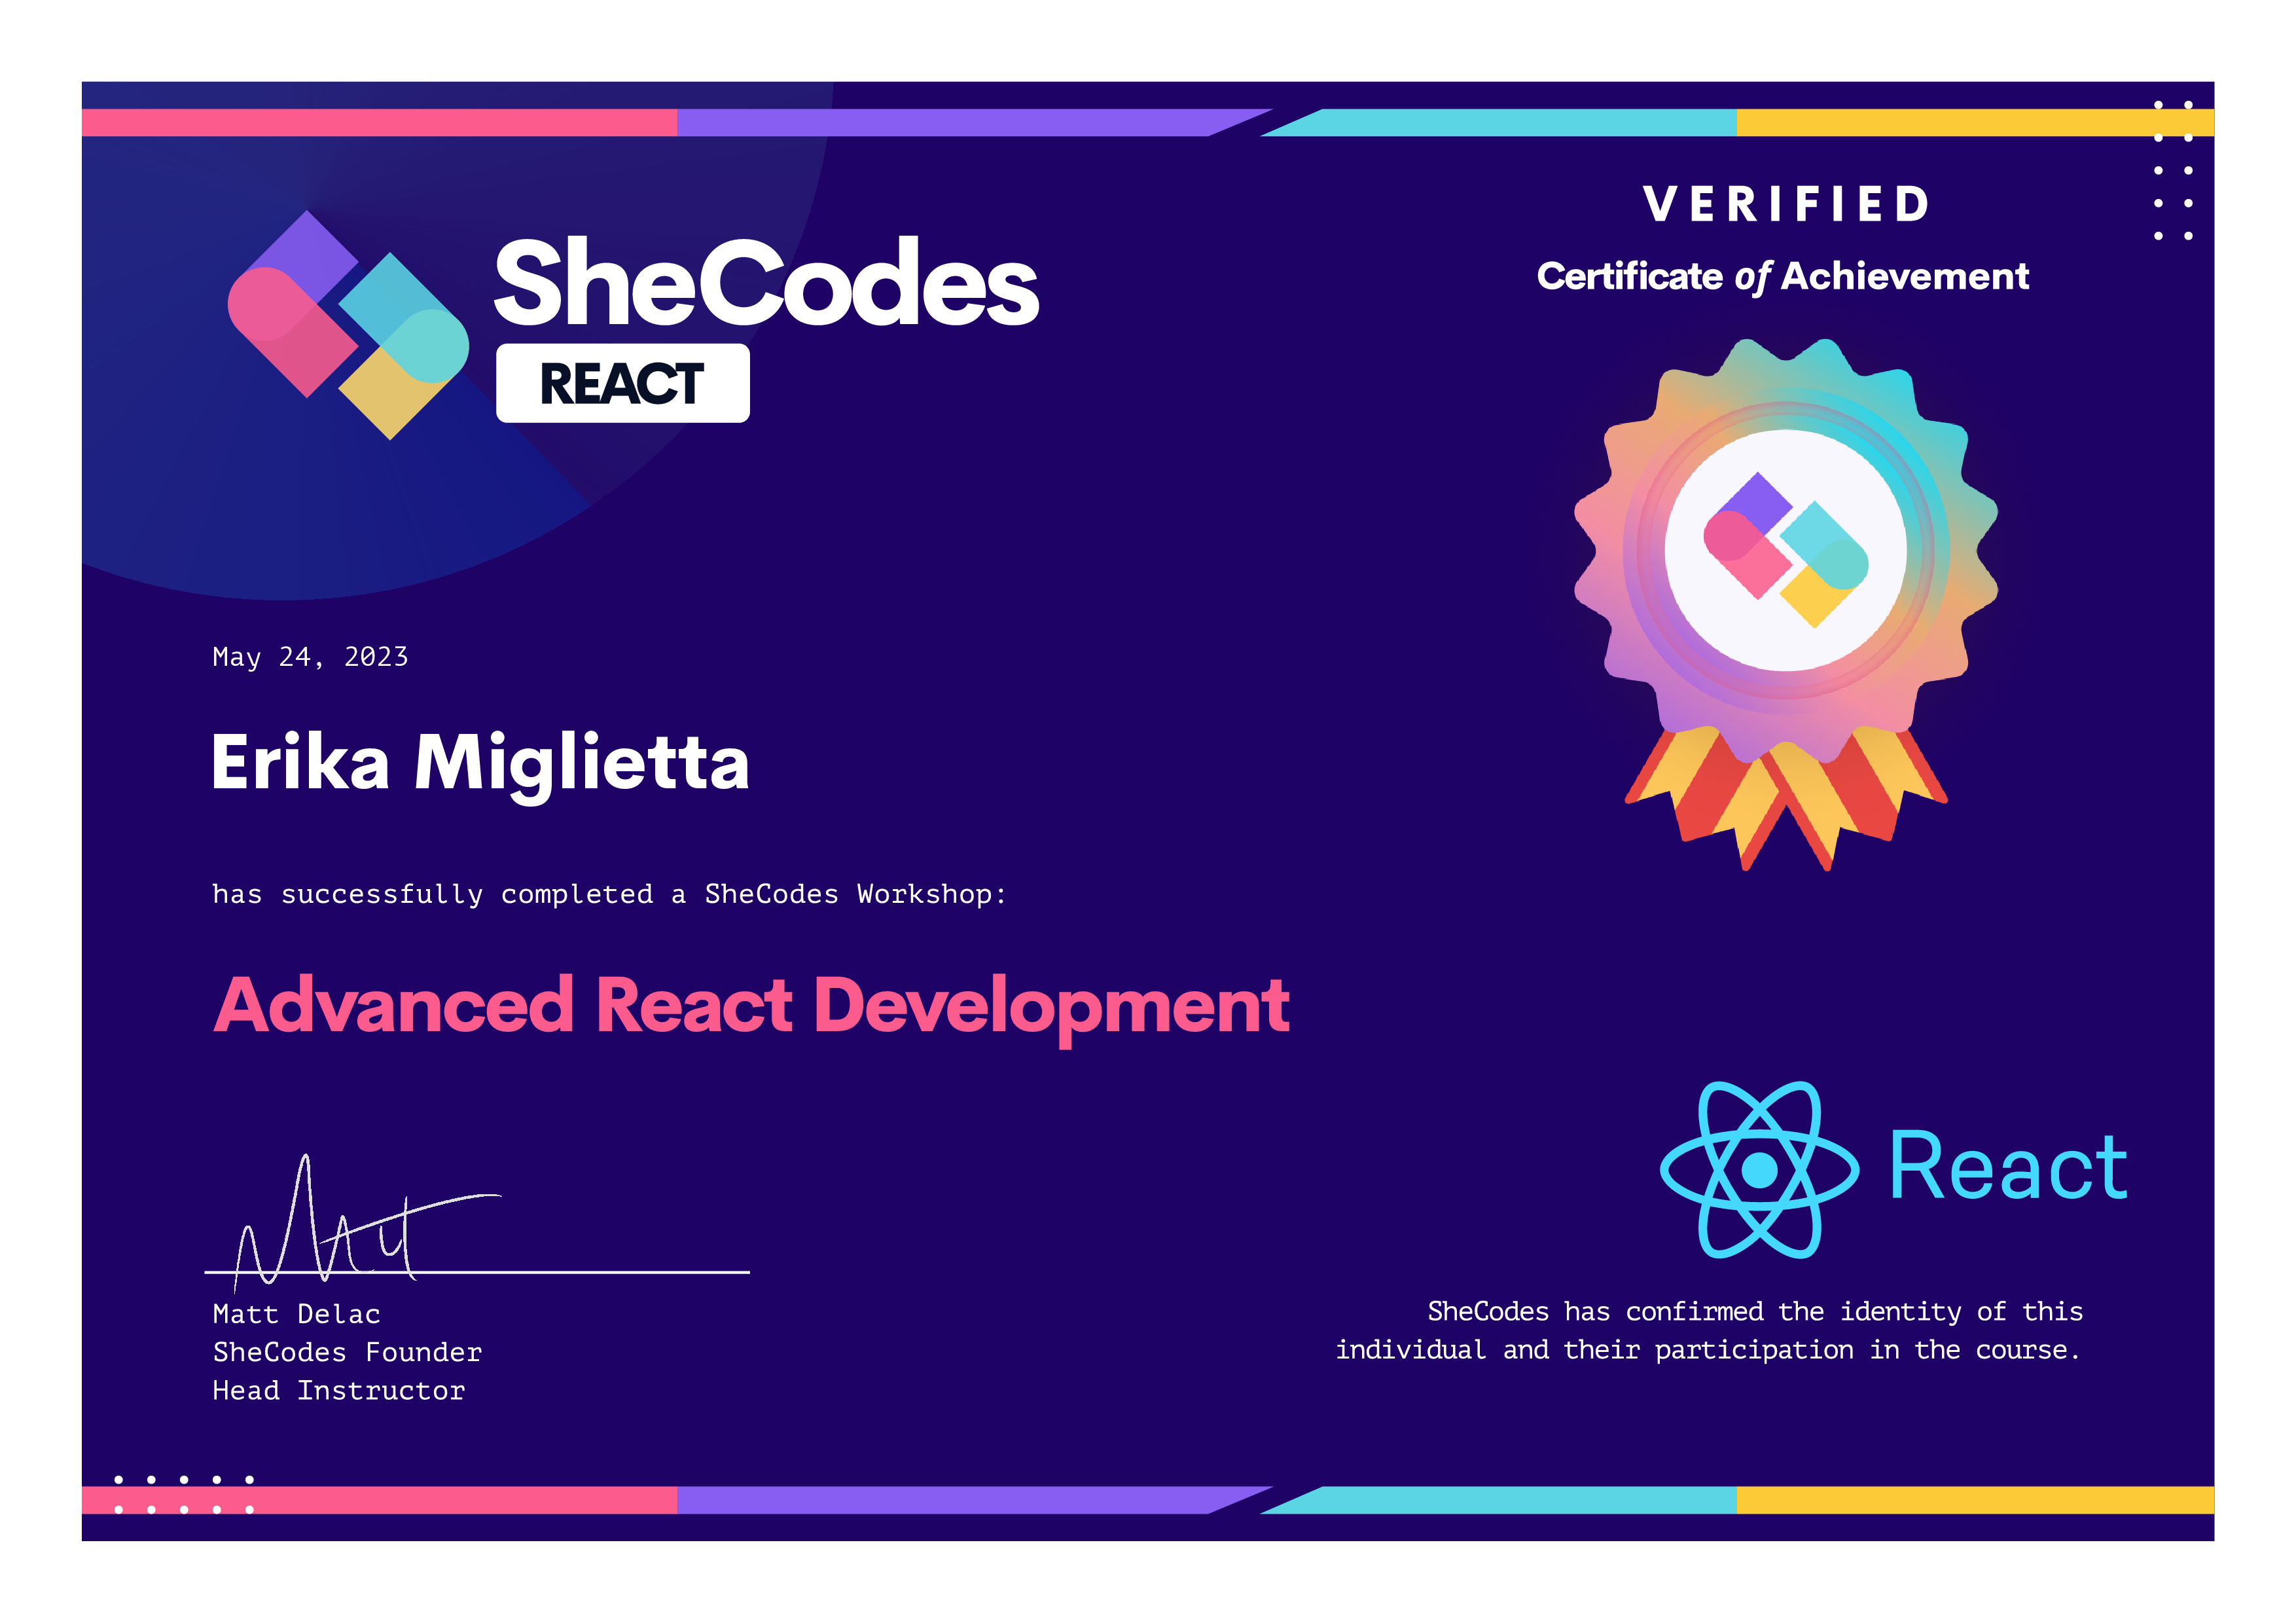 SheCodes
REACT
VERIFIED
Certificate of Achievement
May 24, 2023
Erika Miglietta
has successfully completed a SheCodes Workshop:
Advanced React Development
Matt
Matt Delac
SheCodes Founder
Head Instructor
React
SheCodes has confirmed the identity of this
individual and their participation in the course.